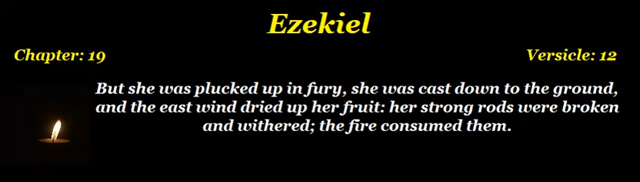 Ezekiel
Chapter: 19
Versicle: 12
But she was plucked up in fury, she was cast down to the ground,
and the east wind dried up her fruit: her strong rods were broken
and withered; the fire consumed them.